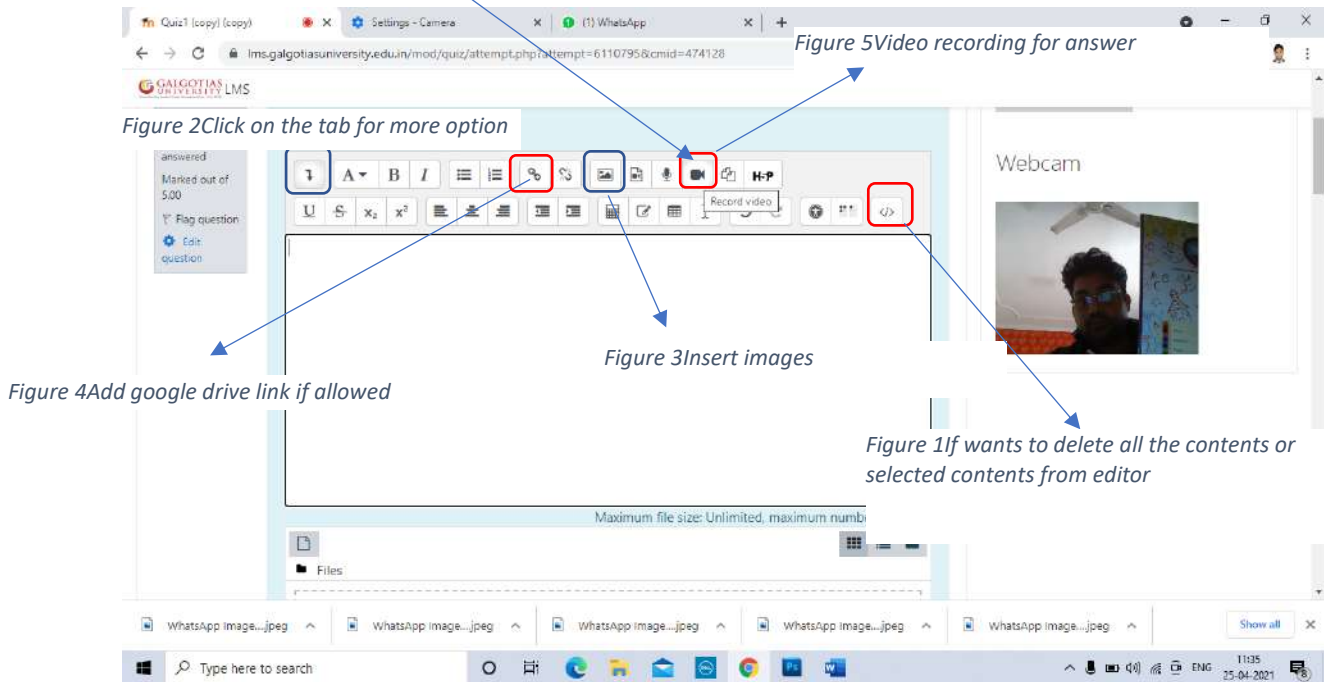 Quiz1 (copy) (copy)
Settings - Camera
(1) WhatsApp
lms.galgotiasuniversity.edu.in/mod/quiz/attempt.php?attempt=6110795&cmid=474128
Figure 5Video recording for answer
GALGOTIAS
UNIVERSITY LMS
Figure 2Click on the tab for more option
answered
Marked out of
5.00
Flag question
Edit
question
A B I H-P
U S x₂ x²
Record video
Webcam
Figure 3Insert images
Figure 4Add google drive link if allowed
Figure 1If wants to delete all the contents or
selected contents from editor
Maximum file size: Unlimited, maximum numb
Files
WhatsApp Image....jpeg
WhatsApp Image....jpeg
WhatsApp Image....jpeg
WhatsApp Image....jpeg
WhatsApp Image....jpeg
Show all
Type here to search
Ps
ENG
11:35
25-04-2021